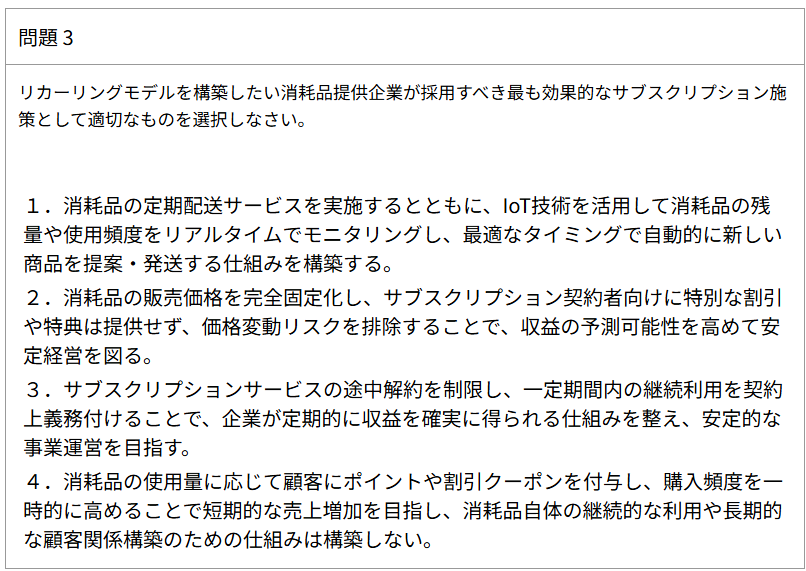 問題 3
リカーリングモデルを構築したい消耗品提供企業が採用すべき最も効果的なサブスクリプション施
策として適切なものを選択しなさい。
１．消耗品の定期配送サービスを実施するとともに、IoT技術を活用して消耗品の残
量や使用頻度をリアルタイムでモニタリングし、最適なタイミングで自動的に新しい
商品を提案・発送する仕組みを構築する。
２．消耗品の販売価格を完全固定化し、サブスクリプション契約者向けに特別な割引
や特典は提供せず、価格変動リスクを排除することで、収益の予測可能性を高めて安
定経営を図る。
３．サブスクリプションサービスの途中解約を制限し、一定期間内の継続利用を契約
上義務付けることで、企業が定期的に収益を確実に得られる仕組みを整え、安定的な
事業運営を目指す。
４．消耗品の使用量に応じて顧客にポイントや割引クーポンを付与し、購入頻度を一
時的に高めることで短期的な売上増加を目指し、消耗品自体の継続的な利用や長期的
な顧客関係構築のための仕組みは構築しない。